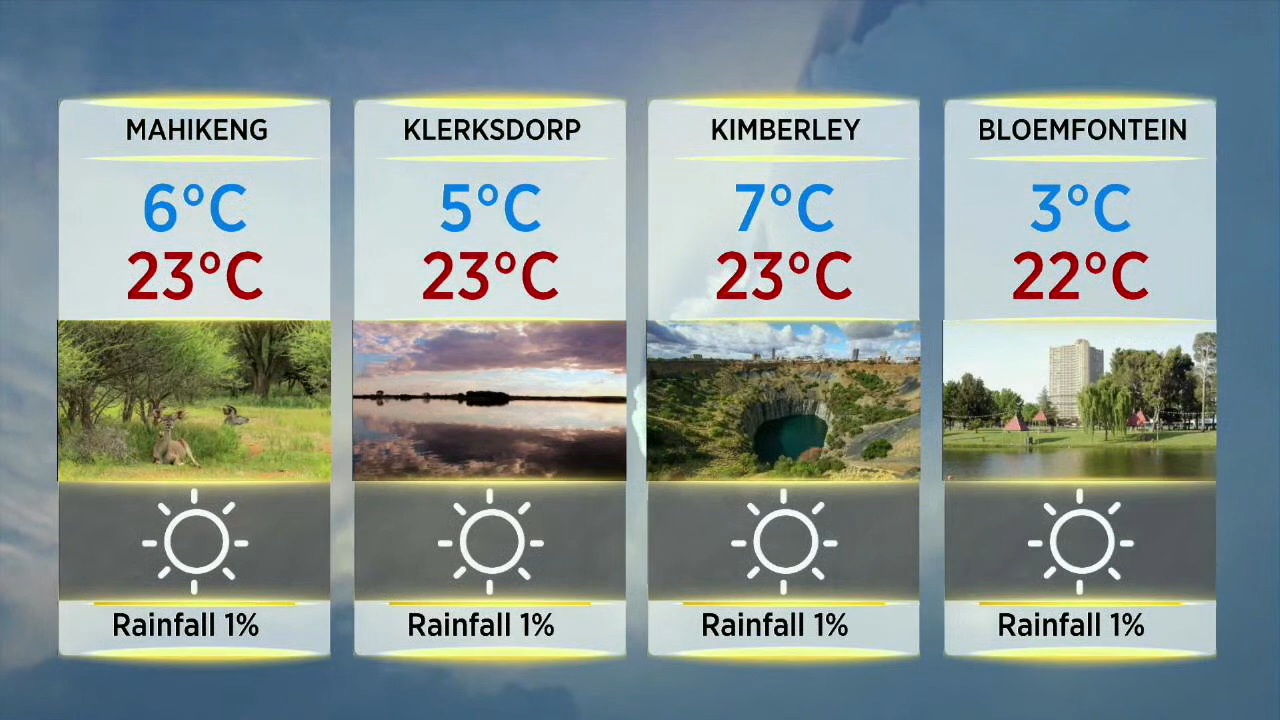 MAHIKENG
6°C
23°C
Rainfall 1%
KLERKSDORP
5°C
23°C
Rainfall 1%
KIMBERLEY
7°C
23°C
Rainfall 1%
BLOEMFONTEIN
3°C
22°C
Rainfall 1%